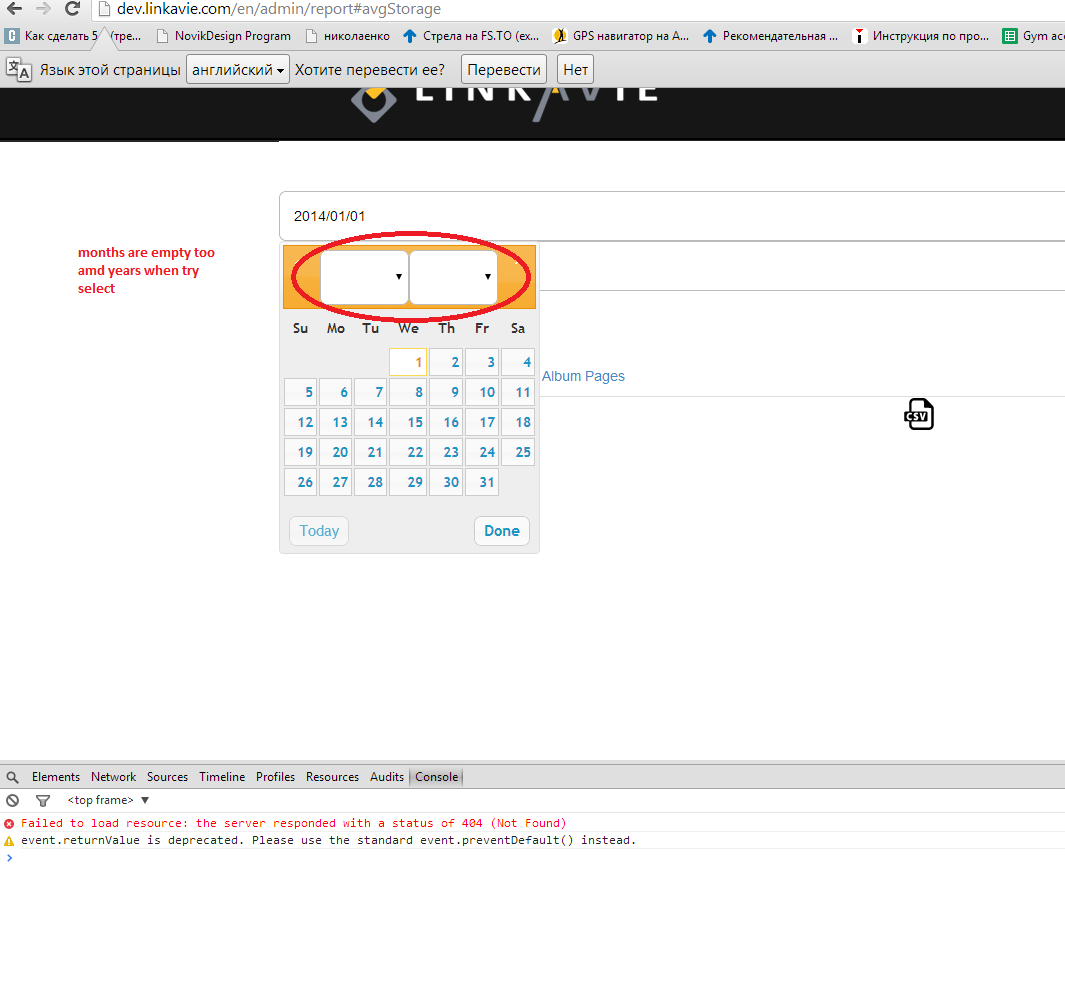 dev.linkavie.com/en/admin/report#avgStorage
Как сделать 5 (тре... NovikDesign Program николаенко Стрела на FS.TO (ex... GPS навигатор на А... Рекомендательная ... Инструкция по про... Gym acc
Язык этой страницы английский Хотите перевести ее? Перевести Нет
LINKAVIE
2014/01/01
months are empty too
amd years when try
select
Su Mo Tu We Th Fr Sa
1 2 3 4
5 6 7 8 9 10 11
12 13 14 15 16 17 18
19 20 21 22 23 24 25
26 27 28 29 30 31
Today Done
Album Pages
CSV
Elements Network Sources Timeline Profiles Resources Audits Console
<top frame>
Failed to load resource: the server responded with a status of 404 (Not Found)
event.returnValue is deprecated. Please use the standard event.preventDefault() instead.